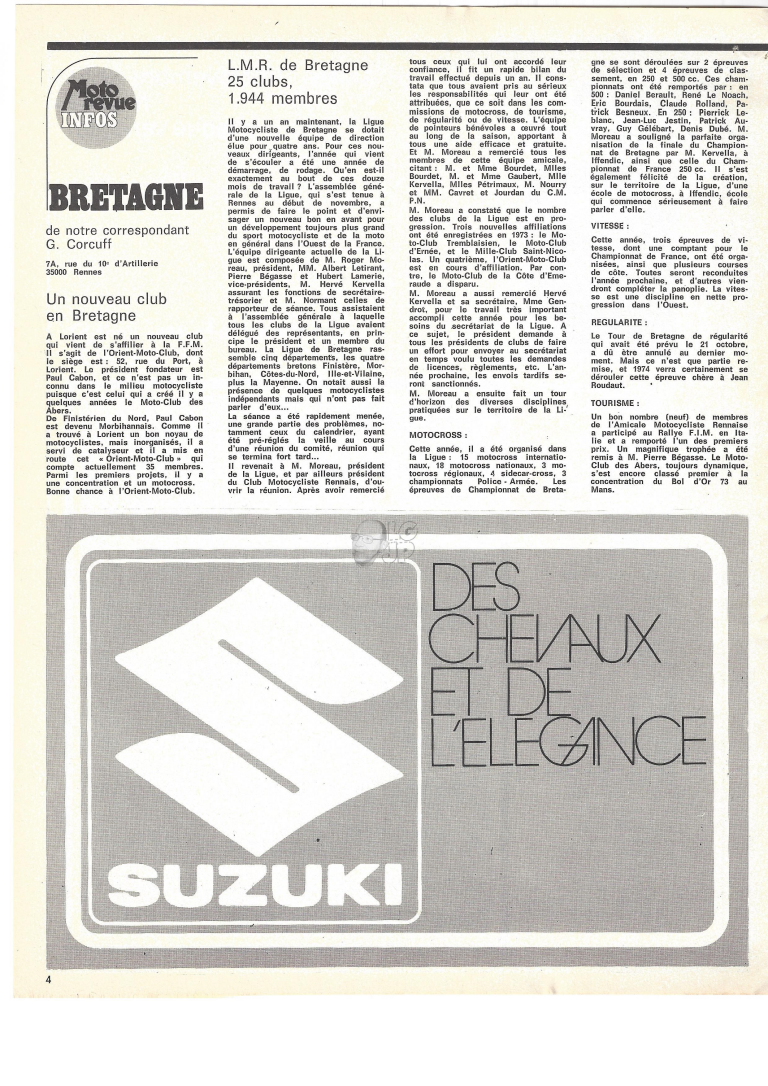 Moto
revue
INFOS
BRETAGNE
de notre correspondant
G. Corcuff
7A, rue du 10e d'Artillerie
35000 Rennes
Un nouveau club
en Bretagne
A Lorient est né un nouveau club
qui vient de s'affilier à la F.F.M.
Il s'agit de l'Orient-Moto-Club, dont
le siège est : 52, rue du Port, à
Lorient. Le président fondateur est
Paul Cabon, et ce n'est pas un in-
connu dans le milieu motocycliste
puisque c'est celui qui a créé il y a
quelques années le Moto-Club des
Abers.
De Finistérien du Nord, Paul Cabon
est devenu Morbihannais. Comme il
a trouvé à Lorient un bon noyau de
motocyclistes, mais inorganisés, il a
servi de catalyseur et il a mis en
route cet « Orient-Moto-Club » qui
compte actuellement 35 membres.
Parmi les premiers projets, il y a
une concentration et un motocross.
Bonne chance à l'Orient-Moto-Club.
L.M.R. de Bretagne
25 clubs,
1.944 membres
Il y a un an maintenant, la Ligue
Motocycliste de Bretagne se dotait
d'une nouvelle équipe de direction
élue pour quatre ans. Pour ces nou-
veaux dirigeants, l'année qui vient
de s'écouler a été une année de
démarrage, de rodage. Qu'en est-il
exactement au bout de ces douze
mois de travail ? L'assemblée géné-
rale de la Ligue, qui s'est tenue à
Rennes au début de novembre, a
permis de faire le point et d'envi-
sager un nouveau bon en avant pour
un développement toujours plus grand
du sport motocycliste et de la moto
en général dans l'Ouest de la France.
L'équipe dirigeante actuelle de la Li-
gue est composée de M. Roger Mo-
reau, président, MM. Albert Letirant,
Pierre Bégasse et Hubert Lamerie,
vice-présidents, M. Hervé Kervella
assurant les fonctions de secrétaire-
trésorier et M. Normant celles de
rapporteur de séance. Tous assistaient
à l'assemblée générale à laquelle
tous les clubs de la Ligue avaient
délégué des représentants, en prin-
cipe le président et un membre du
bureau. La Ligue de Bretagne ras-
semble cinq départements, les quatre
départements bretons Finistère, Mor-
bihan, Côtes-du-Nord, Ille-et-Vilaine,
plus la Mayenne. On notait aussi la
présence de quelques motocyclistes
indépendants mais qui n'ont pas fait
parler d'eux...
La séance a été rapidement menée,
une grande partie des problèmes, no-
tamment ceux du calendrier, ayant
été pré-réglés la veille au cours
d'une réunion du comité, réunion qui
se termina fort tard...
Il revenait à M. Moreau, président
de la Ligue, et par ailleurs président
du Club Motocycliste Rennais, d'ou-
vrir la réunion. Après avoir remercié
tous ceux qui lui ont accordé leur
confiance, il fit un rapide bilan du
travail effectué depuis un an. Il cons-
tata que tous avaient pris au sérieux
les responsabilités qui leur ont été
attribuées, que ce soit dans les com-
missions de motocross, de tourisme,
de régularité ou de vitesse. L'équipe
de pointeurs bénévoles a œuvré tout
au long de la saison, apportant à
tous une aide efficace et gratuite.
Et M. Moreau a remercié tous les
membres de cette équipe amicale,
citant : M. et Mme Bourdet, Mlles
Bourdet, M. et Mme Gaubert, Mlle
Kervella, Mlles Pétrimaux, M. Nourry
et MM. Cavret et Jourdan du C.M.
P.N.
M. Moreau a constaté que le nombre
des clubs de la Ligue est en pro-
gression. Trois nouvelles affiliations
ont été enregistrées en 1973 : le Mo-
to-Club Tremblaisien, le Moto-Club
d'Ernée, et le Mille-Club Saint-Nico-
las. Un quatrième, l'Orient-Moto-Club
est en cours d'affiliation. Par con-
tre, le Moto-Club de la Côte d'Eme-
raude a disparu.
M. Moreau a aussi remercié Hervé
Kervella et sa secrétaire, Mme Gen-
drot, pour le travail très important
accompli cette année pour les be-
soins du secrétariat de la Ligue. A
ce sujet, le président demande à
tous les présidents de clubs de faire
un effort pour envoyer au secrétariat
en temps voulu toutes les demandes
de licences, règlements, etc. L'an-
née prochaine, les envois tardifs se-
ront sanctionnés.
M. Moreau a ensuite fait un tour
d'horizon des diverses disciplines
pratiquées sur le territoire de la Li-
gue.
MOTOCROSS :
Cette année, il a été organisé dans
la Ligue : 15 motocross internatio-
naux, 18 motocross nationaux, 3 mo-
tocross régionaux, 4 sidecar-cross, 3
championnats Police - Armée. Les
épreuves de Championnat de Breta-
gne se sont déroulées sur 2 épreuves
de sélection et 4 épreuves de clas-
sement, en 250 et 500 cc. Ces cham-
pionnats ont été remportés par : en
500 : Daniel Berault, René Le Noach,
Eric Bourdais, Claude Rolland, Pa-
trick Besneux. En 250 : Pierrick Le-
blanc, Jean-Luc Jestin, Patrick Au-
vray, Guy Gélébart, Denis Dubé. M.
Moreau a souligné la parfaite orga-
nisation de la finale du Champion-
nat de Bretagne par M. Kervella, à
Iffendic, ainsi que celle du Cham-
pionnat de France 250 cc. Il s'est
également félicité de la création,
sur le territoire de la Ligue, d'une
école de motocross, à Iffendic, école
qui commence sérieusement à faire
parler d'elle.
VITESSE :
Cette année, trois épreuves de vi-
tesse, dont une comptant pour le
Championnat de France, ont été orga-
nisées, ainsi que plusieurs courses
de côte. Toutes seront reconduites
l'année prochaine, et d'autres vien-
dront compléter la panoplie. La vites-
se est une discipline en nette pro-
gression dans l'Ouest.
REGULARITE :
Le Tour de Bretagne de régularité
qui avait été prévu le 21 octobre,
a dû être annulé au dernier mo-
ment. Mais ce n'est que partie re-
mise, et 1974 verra certainement se
dérouler cette épreuve chère à Jean
Roudaut.
TOURISME :
Un bon nombre (neuf) de membres
de l'Amicale Motocycliste Rennaise
a participé au Rallye F.I.M. en Ita-
lie et a remporté l'un des premiers
prix. Un magnifique trophée a été
remis à M. Pierre Bégasse. Le Moto-
Club des Abers, toujours dynamique,
s'est encore classé premier à la
concentration du Bol d'Or 73 au
Mans.
DES
CHEVAUX
ET DE
L'ELEGANCE
SUZUKI
4